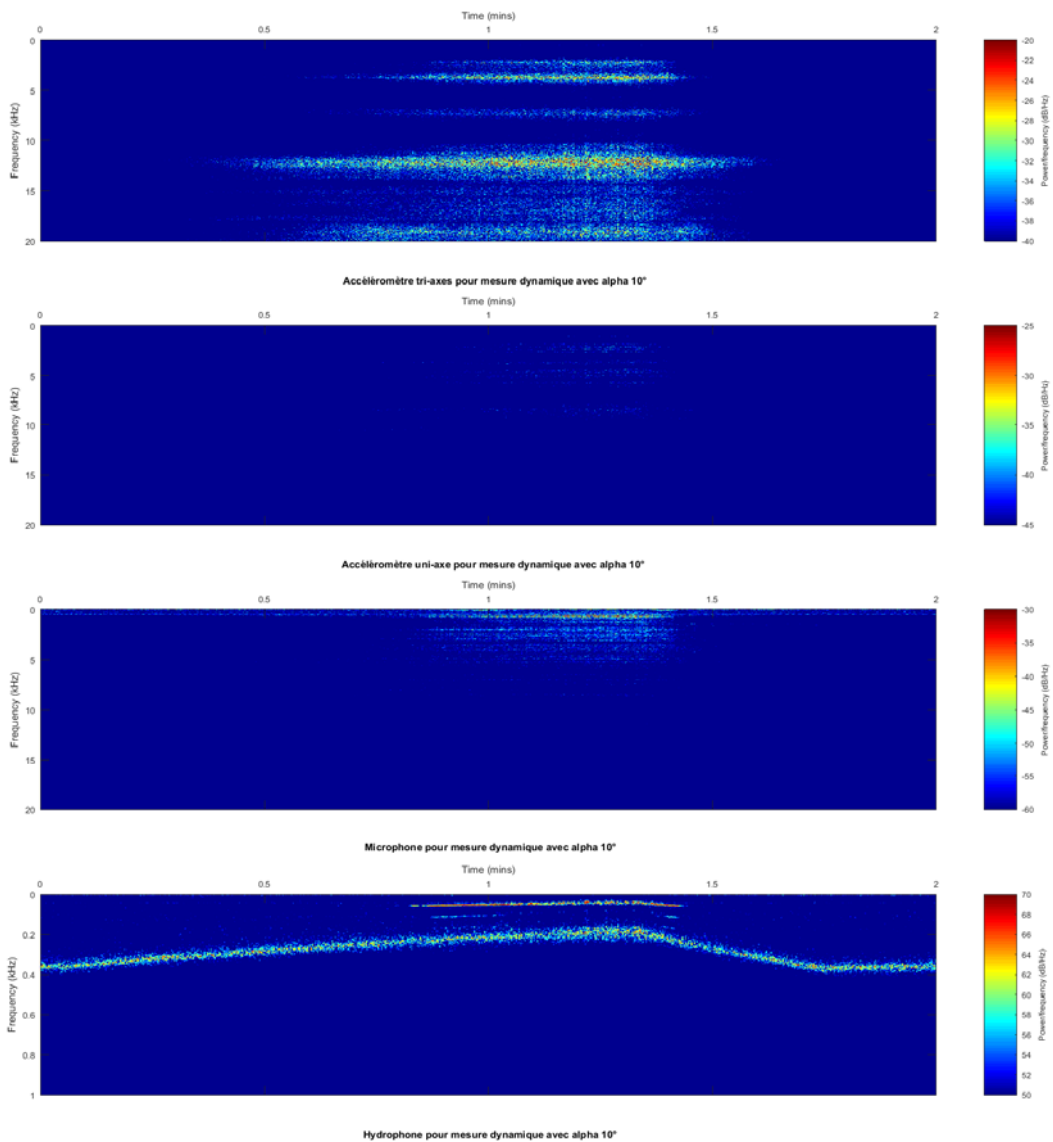 Time (mins)
0 0.5 1 1.5 2
0
5
10
15
20
Frequency (kHz)
-20
-22
-24
-26
-28
-30
-32
-34
-36
-38
-40
Power/frequency (dB/Hz)
Accèlèromètre tri-axes pour mesure dynamique avec alpha 10°
Time (mins)
0 0.5 1 1.5 2
0
5
10
15
20
Frequency (kHz)
-25
-30
-35
-40
-45
Power/frequency (dB/Hz)
Accèlèromètre uni-axe pour mesure dynamique avec alpha 10°
Time (mins)
0 0.5 1 1.5 2
0
5
10
15
20
Frequency (kHz)
-30
-35
-40
-45
-50
-55
-60
Power/frequency (dB/Hz)
Microphone pour mesure dynamique avec alpha 10°
Time (mins)
0 0.5 1 1.5 2
0
0.2
0.4
0.6
0.8
1
Frequency (kHz)
70
68
66
64
62
60
58
56
54
52
50
Power/frequency (dB/Hz)
Hydrophone pour mesure dynamique avec alpha 10°